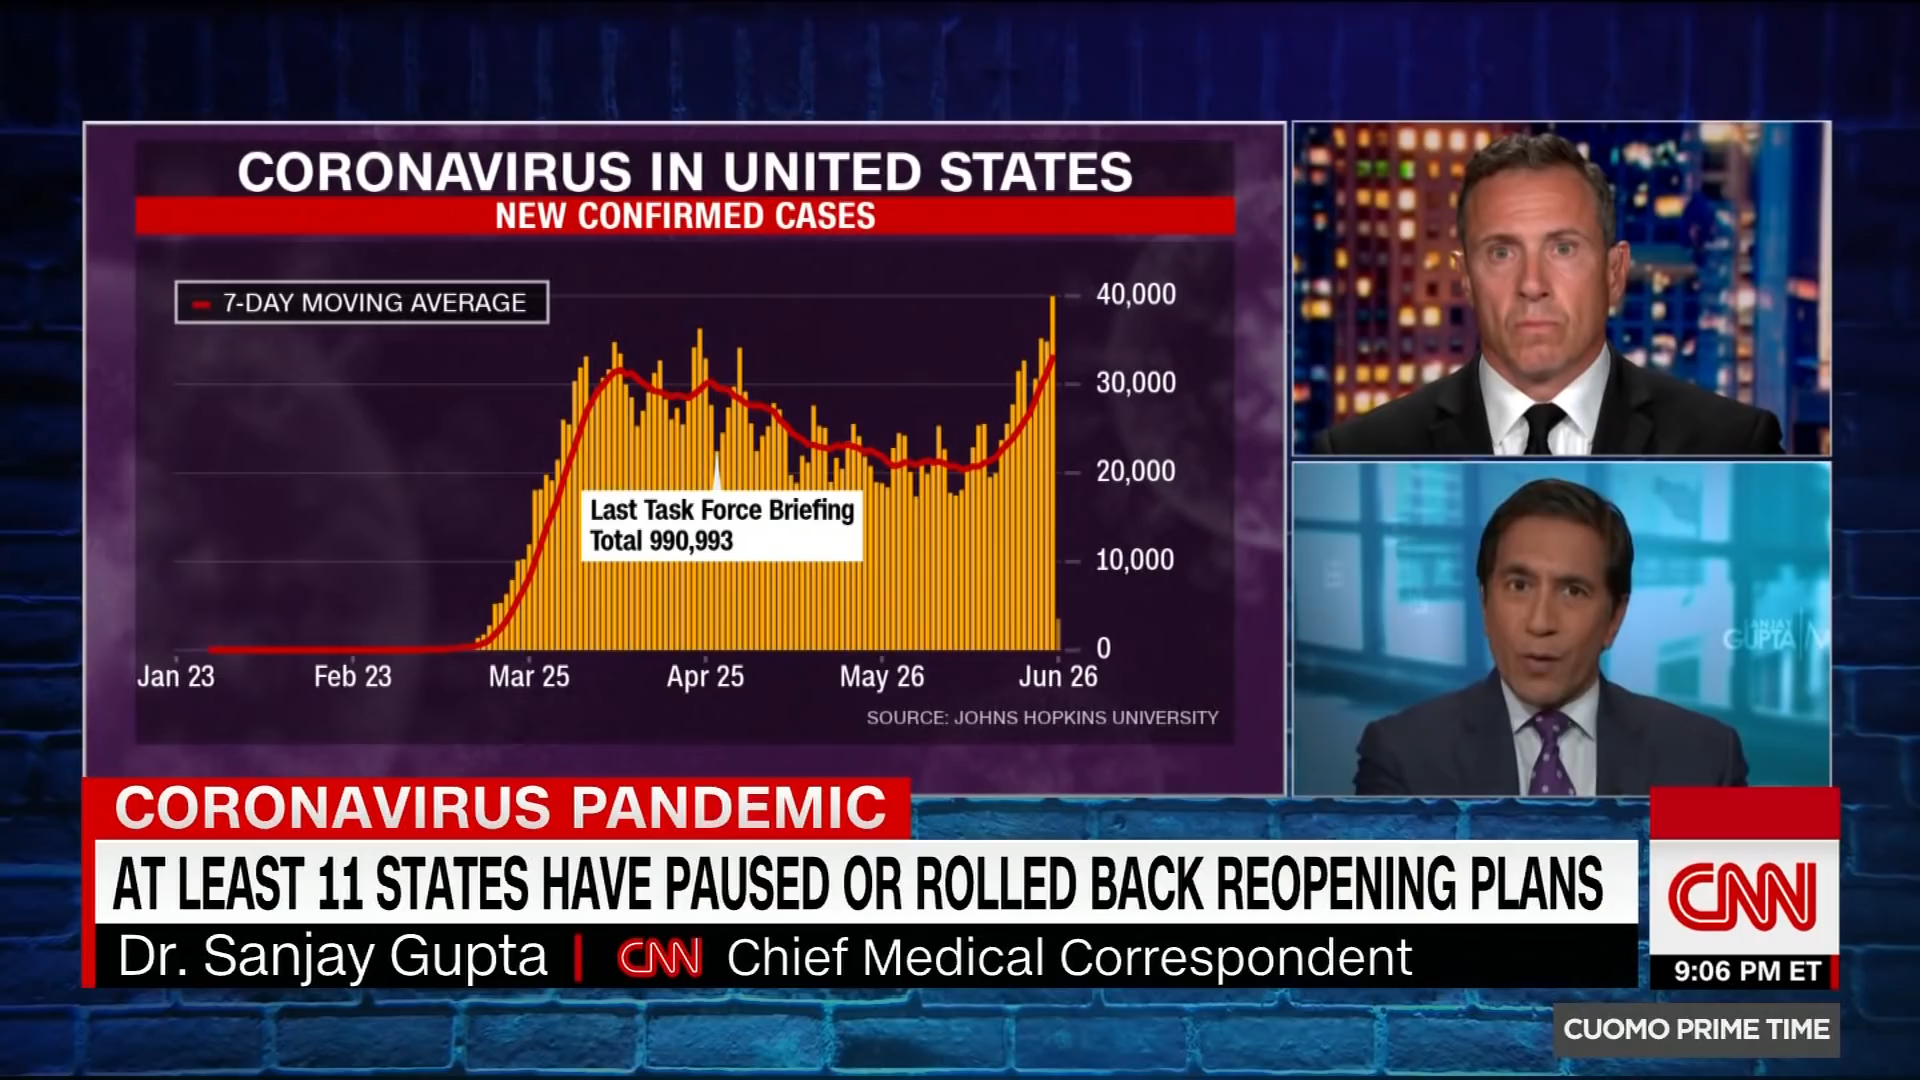 CORONAVIRUS IN UNITED STATES
NEW CONFIRMED CASES
7-DAY MOVING AVERAGE
40,000
30,000
20,000
10,000
0
Last Task Force Briefing
Total 990,993
Jan 23 Feb 23 Mar 25 Apr 25 May 26 Jun 26
SOURCE: JOHNS HOPKINS UNIVERSITY
SANJAY
GUPTA
CORONAVIRUS PANDEMIC
AT LEAST 11 STATES HAVE PAUSED OR ROLLED BACK REOPENING PLANS
Dr. Sanjay Gupta | CNN Chief Medical Correspondent
CNN
9:06 PM ET
CUOMO PRIME TIME